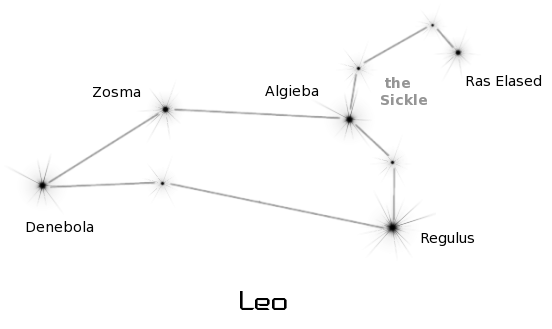 the
Sickle
Ras Elased
Zosma
Algieba
Denebola
Regulus
Leo